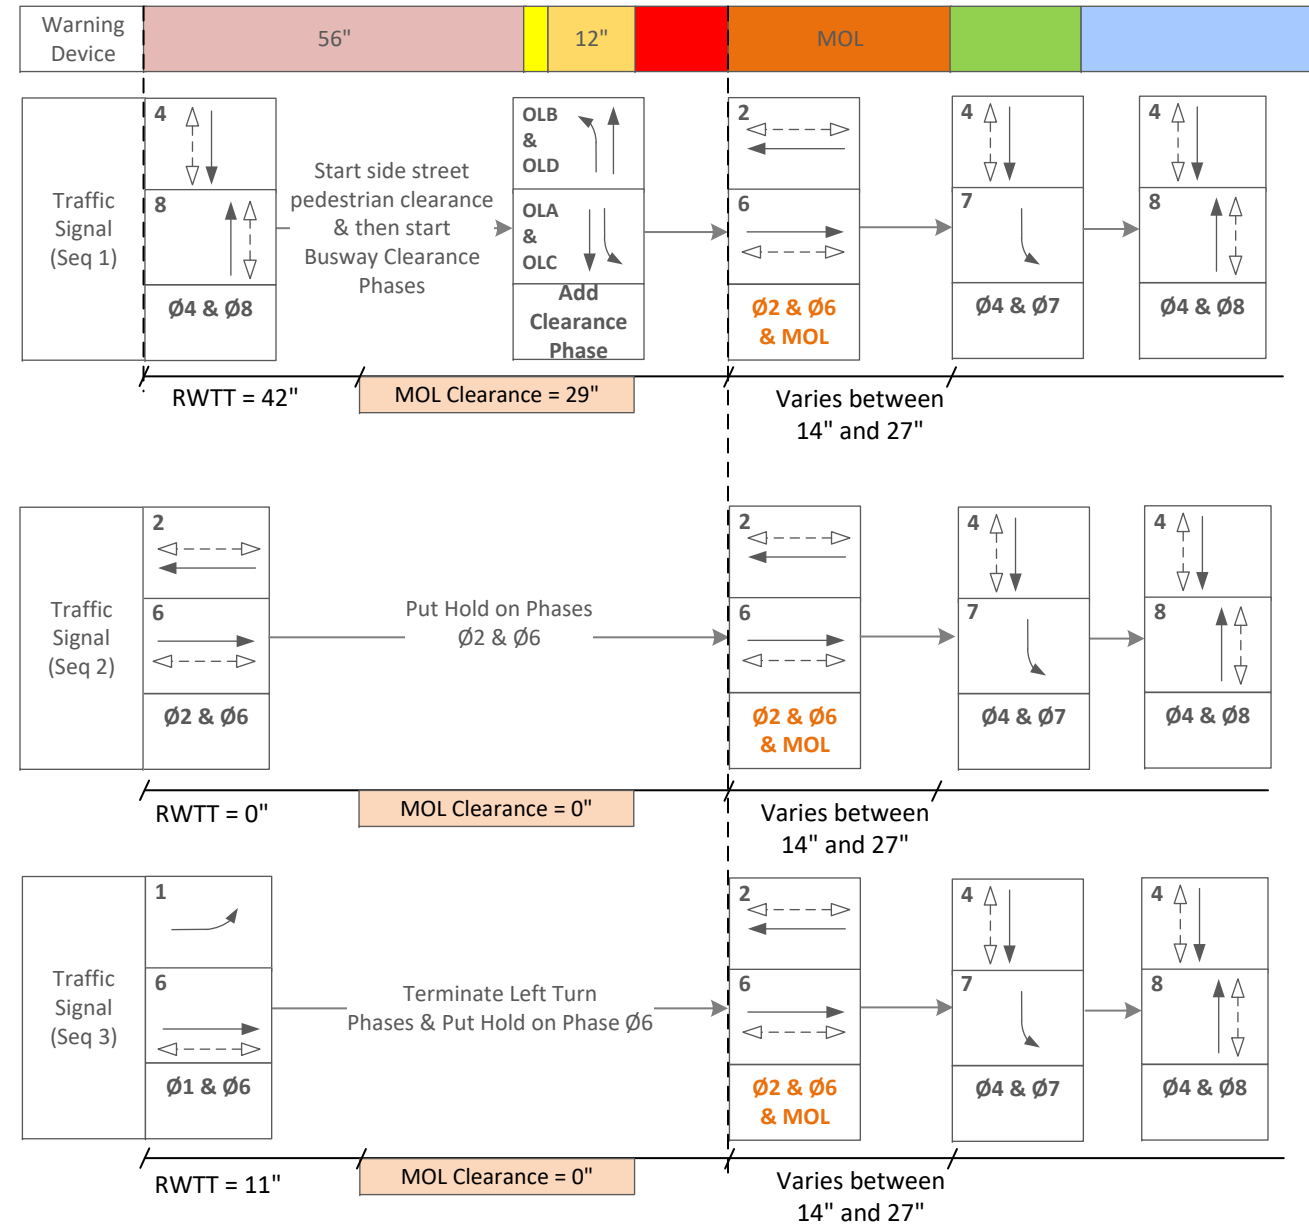 Warning
Device
56"
12"
MOL
Traffic
Signal
(Seq 1)
4
8
Ø4 & Ø8
Start side street
pedestrian clearance
& then start
Busway Clearance
Phases
OLB
&
OLD
OLA
&
OLC
Add
Clearance
Phase
2
6
Ø2 & Ø6
& MOL
4
7
Ø4 & Ø7
4
8
Ø4 & Ø8
RWTT = 42"
MOL Clearance = 29"
Varies between
14" and 27"
Traffic
Signal
(Seq 2)
2
6
Ø2 & Ø6
Put Hold on Phases
Ø2 & Ø6
2
6
Ø2 & Ø6
& MOL
4
7
Ø4 & Ø7
4
8
Ø4 & Ø8
RWTT = 0"
MOL Clearance = 0"
Varies between
14" and 27"
Traffic
Signal
(Seq 3)
1
6
Ø1 & Ø6
Terminate Left Turn
Phases & Put Hold on Phase Ø6
2
6
Ø2 & Ø6
& MOL
4
7
Ø4 & Ø7
4
8
Ø4 & Ø8
RWTT = 11"
MOL Clearance = 0"
Varies between
14" and 27"